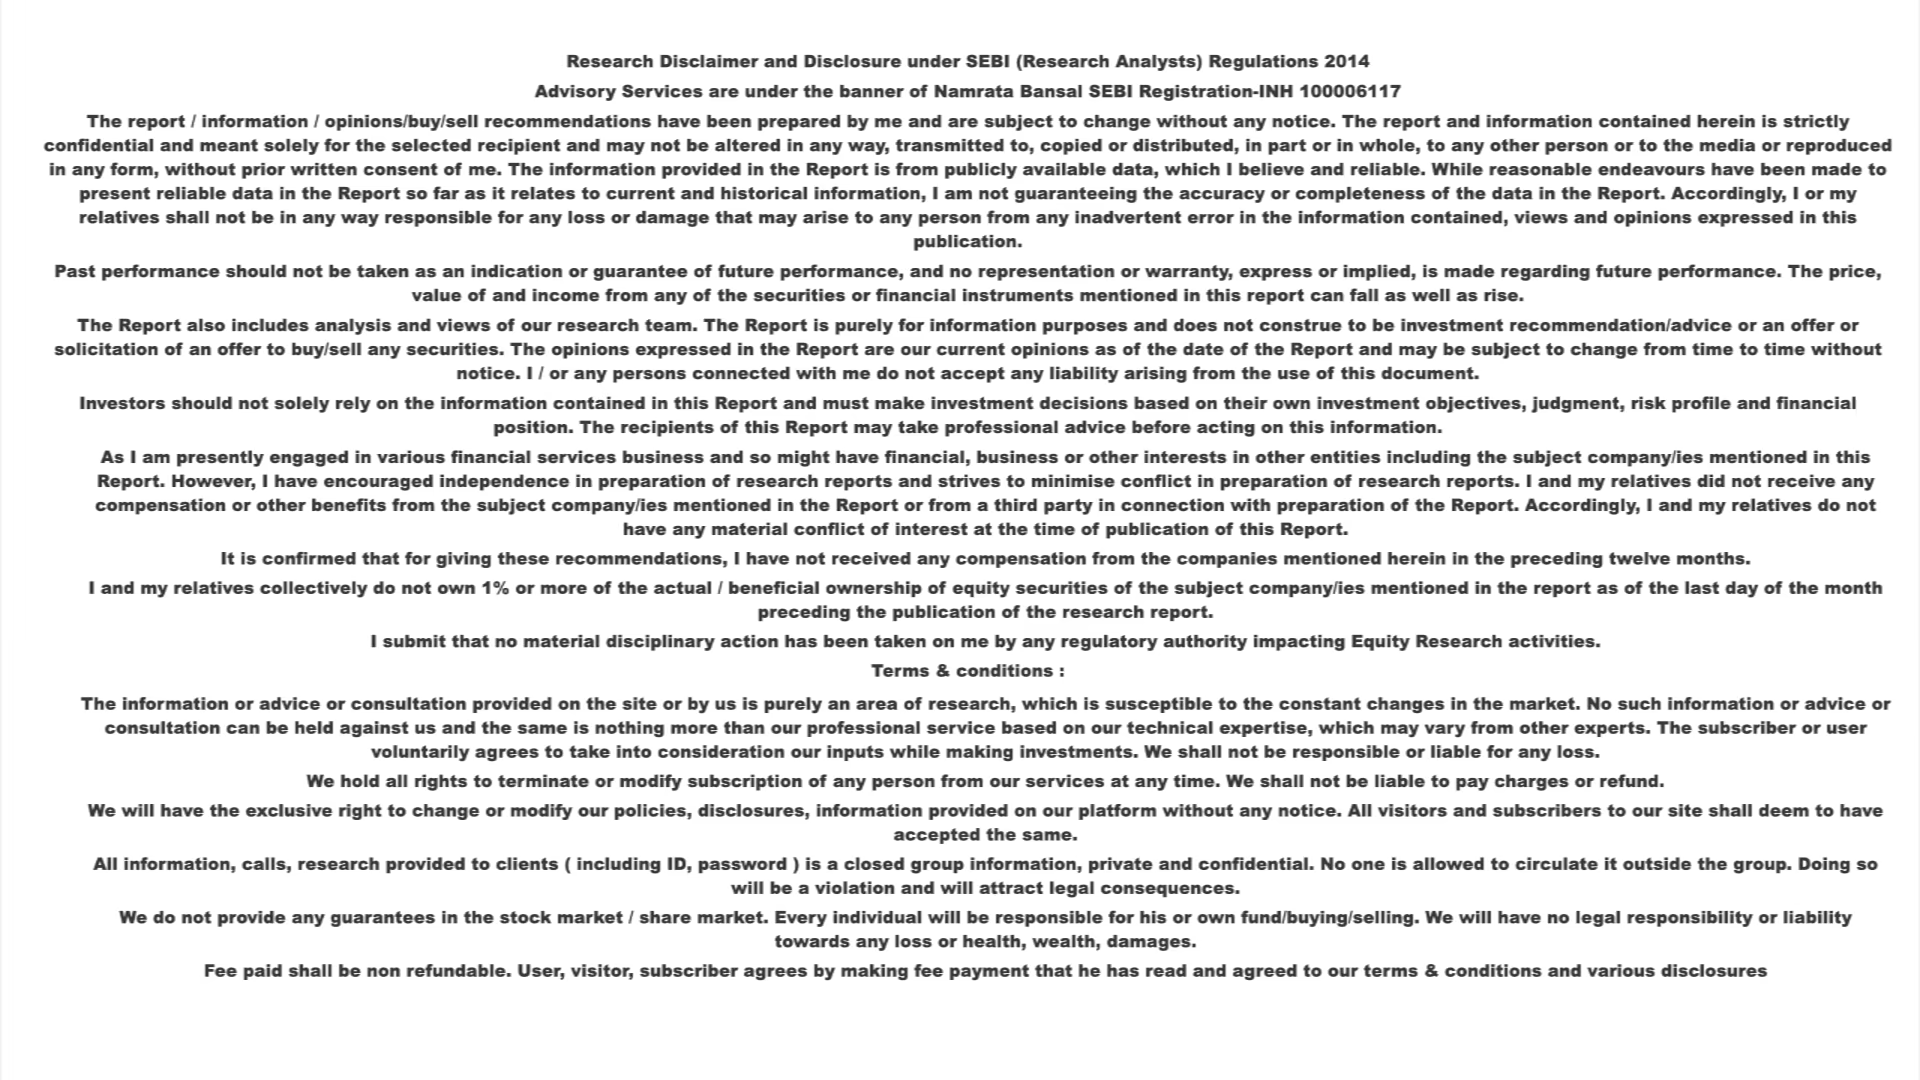 Research Disclaimer and Disclosure under SEBI (Research Analysts) Regulations 2014
Advisory Services are under the banner of Namrata Bansal SEBI Registration-INH 100006117
The report / information / opinions/buy/sell recommendations have been prepared by me and are subject to change without any notice. The report and information contained herein is strictly
confidential and meant solely for the selected recipient and may not be altered in any way, transmitted to, copied or distributed, in part or in whole, to any other person or to the media or reproduced
in any form, without prior written consent of me. The information provided in the Report is from publicly available data, which I believe and reliable. While reasonable endeavours have been made to
present reliable data in the Report so far as it relates to current and historical information, I am not guaranteeing the accuracy or completeness of the data in the Report. Accordingly, I or my
relatives shall not be in any way responsible for any loss or damage that may arise to any person from any inadvertent error in the information contained, views and opinions expressed in this
publication.
Past performance should not be taken as an indication or guarantee of future performance, and no representation or warranty, express or implied, is made regarding future performance. The price,
value of and income from any of the securities or financial instruments mentioned in this report can fall as well as rise.
The Report also includes analysis and views of our research team. The Report is purely for information purposes and does not construe to be investment recommendation/advice or an offer or
solicitation of an offer to buy/sell any securities. The opinions expressed in the Report are our current opinions as of the date of the Report and may be subject to change from time to time without
notice. I / or any persons connected with me do not accept any liability arising from the use of this document.
Investors should not solely rely on the information contained in this Report and must make investment decisions based on their own investment objectives, judgment, risk profile and financial
position. The recipients of this Report may take professional advice before acting on this information.
As I am presently engaged in various financial services business and so might have financial, business or other interests in other entities including the subject company/ies mentioned in this
Report. However, I have encouraged independence in preparation of research reports and strives to minimise conflict in preparation of research reports. I and my relatives did not receive any
compensation or other benefits from the subject company/ies mentioned in the Report or from a third party in connection with preparation of the Report. Accordingly, I and my relatives do not
have any material conflict of interest at the time of publication of this Report.
It is confirmed that for giving these recommendations, I have not received any compensation from the companies mentioned herein in the preceding twelve months.
I and my relatives collectively do not own 1% or more of the actual / beneficial ownership of equity securities of the subject company/ies mentioned in the report as of the last day of the month
preceding the publication of the research report.
I submit that no material disciplinary action has been taken on me by any regulatory authority impacting Equity Research activities.
Terms & conditions :
The information or advice or consultation provided on the site or by us is purely an area of research, which is susceptible to the constant changes in the market. No such information or advice or
consultation can be held against us and the same is nothing more than our professional service based on our technical expertise, which may vary from other experts. The subscriber or user
voluntarily agrees to take into consideration our inputs while making investments. We shall not be responsible or liable for any loss.
We hold all rights to terminate or modify subscription of any person from our services at any time. We shall not be liable to pay charges or refund.
We will have the exclusive right to change or modify our policies, disclosures, information provided on our platform without any notice. All visitors and subscribers to our site shall deem to have
accepted the same.
All information, calls, research provided to clients ( including ID, password ) is a closed group information, private and confidential. No one is allowed to circulate it outside the group. Doing so
will be a violation and will attract legal consequences.
We do not provide any guarantees in the stock market / share market. Every individual will be responsible for his or own fund/buying/selling. We will have no legal responsibility or liability
towards any loss or health, wealth, damages.
Fee paid shall be non refundable. User, visitor, subscriber agrees by making fee payment that he has read and agreed to our terms & conditions and various disclosures